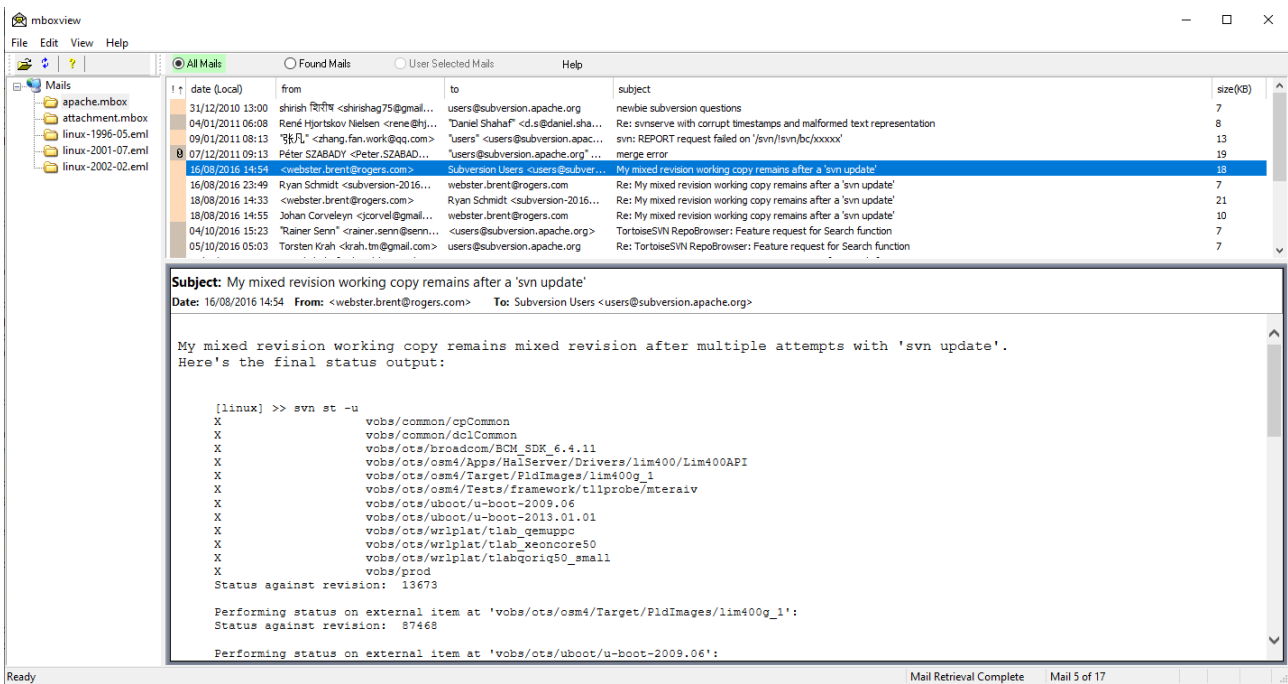 mboxview
File Edit View Help
All Mails Found Mails User Selected Mails Help
Mails
apache.mbox
attachment.mbox
linux-1996-05.eml
linux-2001-07.eml
linux-2002-02.eml
! ↑ date (Local) from to subject size(KB)
31/12/2010 13:00 shirish शिरीष <shirishag75@gmail... users@subversion.apache.org newbie subversion questions 7
04/01/2011 06:08 René Hjortskov Nielsen <rene@hj... "Daniel Shahaf" <d.s@daniel.sha... Re: svnserve with corrupt timestamps and malformed text representation 8
09/01/2011 08:13 "张凡" <zhang.fan.work@qq.com> "users" <users@subversion.apac... svn: REPORT request failed on '/svn/!svn/bc/xxxxx' 13
07/12/2011 09:13 Péter SZABADY <Peter.SZABAD... "users@subversion.apache.org" ... merge error 19
16/08/2016 14:54 <webster.brent@rogers.com> Subversion Users <users@subver... My mixed revision working copy remains after a 'svn update' 18
16/08/2016 23:49 Ryan Schmidt <subversion-2016... webster.brent@rogers.com Re: My mixed revision working copy remains after a 'svn update' 7
18/08/2016 14:33 <webster.brent@rogers.com> Ryan Schmidt <subversion-2016... Re: My mixed revision working copy remains after a 'svn update' 21
18/08/2016 14:55 Johan Corveleyn <jcorvel@gmail... webster.brent@rogers.com Re: My mixed revision working copy remains after a 'svn update' 10
04/10/2016 15:23 "Rainer Senn" <rainer.senn@senn... <users@subversion.apache.org> TortoiseSVN RepoBrowser: Feature request for Search function 7
05/10/2016 05:03 Torsten Krah <krah.tm@gmail.com> users@subversion.apache.org Re: TortoiseSVN RepoBrowser: Feature request for Search function 7
Subject: My mixed revision working copy remains after a 'svn update'
Date: 16/08/2016 14:54 From: <webster.brent@rogers.com> To: Subversion Users <users@subversion.apache.org>
My mixed revision working copy remains mixed revision after multiple attempts with 'svn update'.
Here's the final status output:
[linux] >> svn st -u
X vobs/common/cpCommon
X vobs/common/dclCommon
X vobs/ots/broadcom/BCM_SDK_6.4.11
X vobs/ots/osm4/Apps/HalServer/Drivers/lim400/Lim400API
X vobs/ots/osm4/Target/PldImages/lim400g_1
X vobs/ots/osm4/Tests/framework/tl1probe/mteraiv
X vobs/ots/uboot/u-boot-2009.06
X vobs/ots/uboot/u-boot-2013.01.01
X vobs/ots/wrlplat/tlab_qemuppc
X vobs/ots/wrlplat/tlab_xeoncore50
X vobs/ots/wrlplat/tlabqoriq50_small
X vobs/prod
Status against revision: 13673
Performing status on external item at 'vobs/ots/osm4/Target/PldImages/lim400g_1':
Status against revision: 87468
Performing status on external item at 'vobs/ots/uboot/u-boot-2009.06':
Ready Mail Retrieval Complete Mail 5 of 17